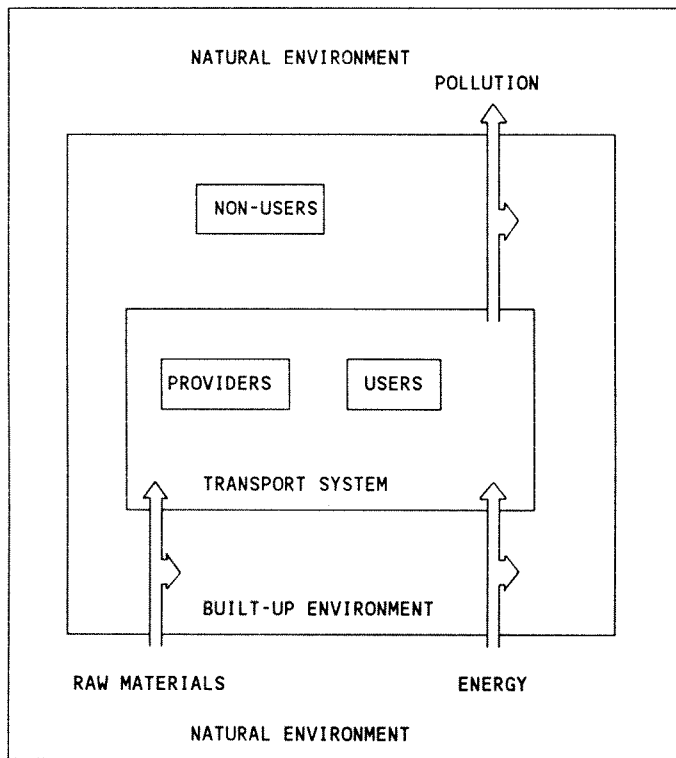 NATURAL ENVIRONMENT
POLLUTION
NON-USERS
PROVIDERS USERS
TRANSPORT SYSTEM
BUILT-UP ENVIRONMENT
RAW MATERIALS ENERGY
NATURAL ENVIRONMENT